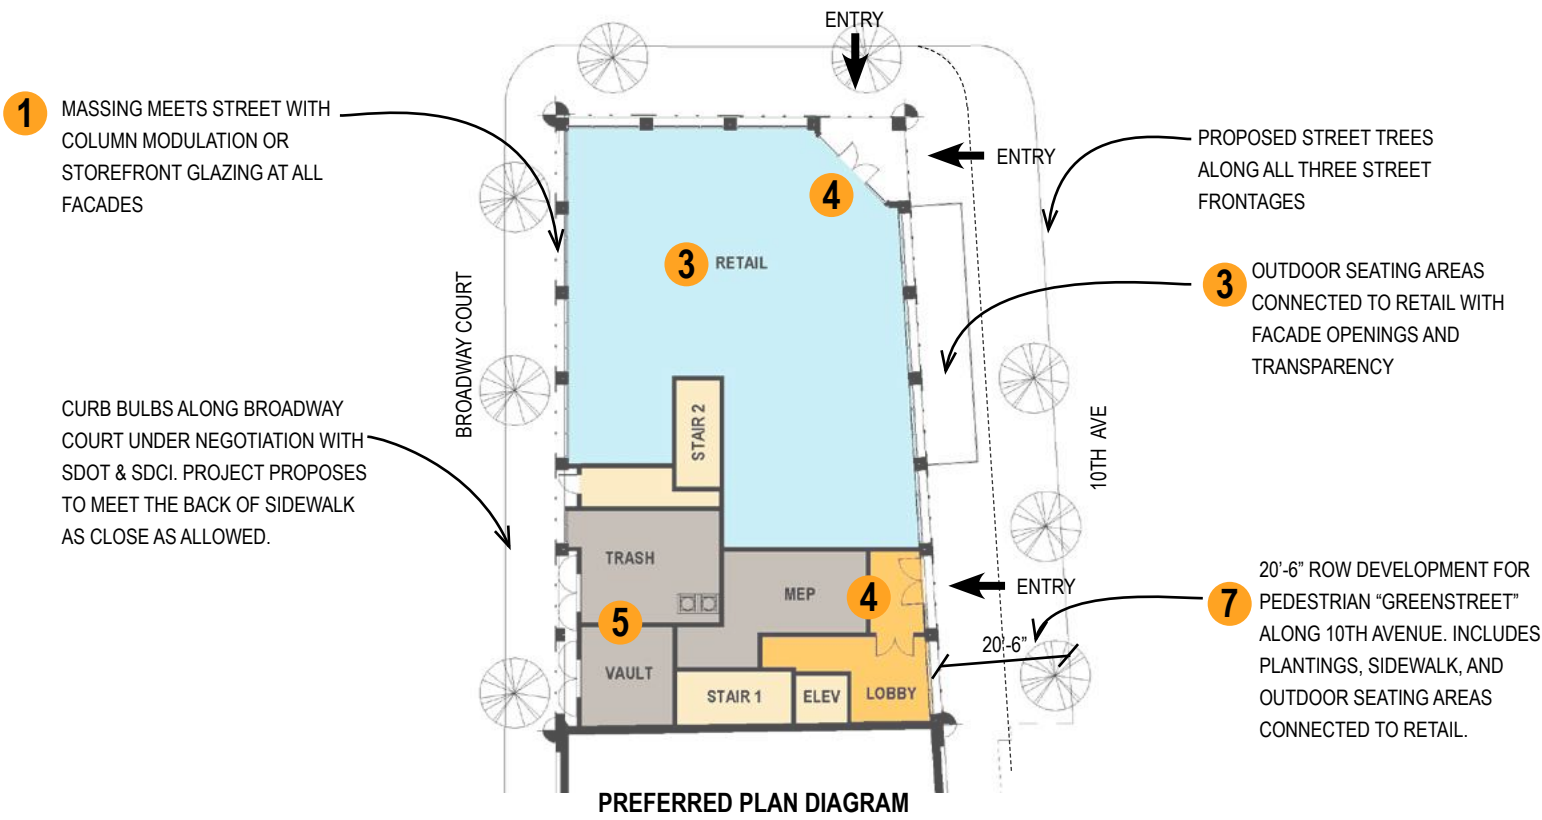 ENTRY
1
MASSING MEETS STREET WITH
COLUMN MODULATION OR
STOREFRONT GLAZING AT ALL
FACADES
PROPOSED STREET TREES
ALONG ALL THREE STREET
FRONTAGES
ENTRY
4
3 RETAIL
3
OUTDOOR SEATING AREAS
CONNECTED TO RETAIL WITH
FACADE OPENINGS AND
TRANSPARENCY
BROADWAY COURT
CURB BULBS ALONG BROADWAY
COURT UNDER NEGOTIATION WITH
SDOT & SDCI. PROJECT PROPOSES
TO MEET THE BACK OF SIDEWALK
AS CLOSE AS ALLOWED.
STAIR 2
10TH AVE
TRASH
MEP
4
ENTRY
5
VAULT
STAIR 1
ELEV
LOBBY
20'-6"
7
20'-6” ROW DEVELOPMENT FOR
PEDESTRIAN “GREENSTREET”
ALONG 10TH AVENUE. INCLUDES
PLANTINGS, SIDEWALK, AND
OUTDOOR SEATING AREAS
CONNECTED TO RETAIL.
PREFERRED PLAN DIAGRAM